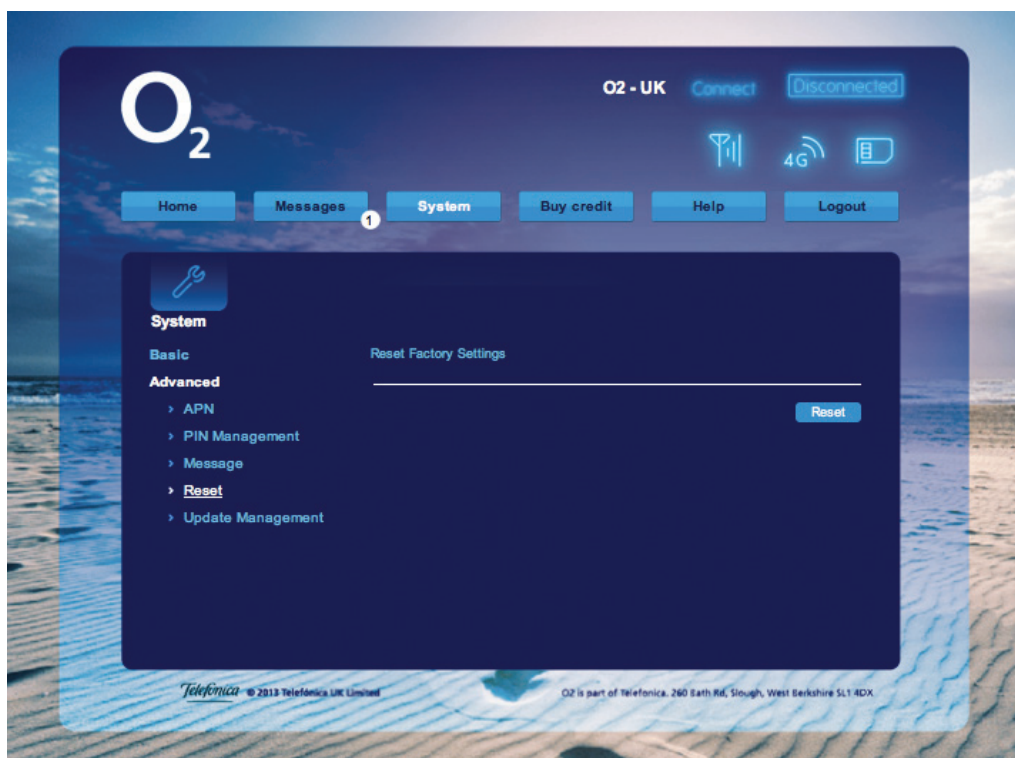 O2
O2 - UK Connect Disconnected
4G
Home Messages 1 System Buy credit Help Logout
System
Basic
Reset Factory Settings
Advanced
› APN
Reset
› PIN Management
› Message
› Reset
› Update Management
Telefónica © 2013 Telefónica UK Limited
O2 is part of Telefonica. 260 Bath Rd, Slough, West Berkshire SL1 4DX